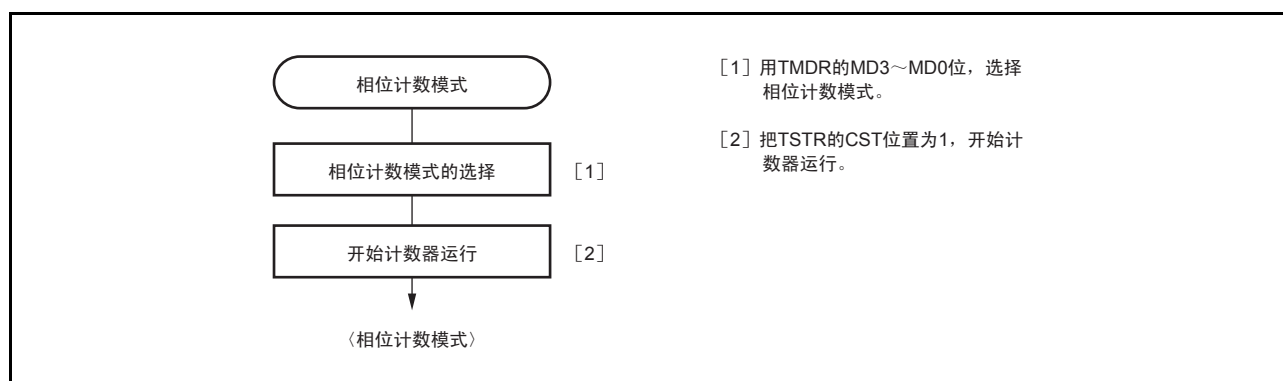 相位计数模式
相位计数模式的选择 ［1］
开始计数器运行 ［2］
〈相位计数模式〉
［1］用TMDR的MD3～MD0位，选择
相位计数模式。
［2］把TSTR的CST位置为1，开始计
数器运行。